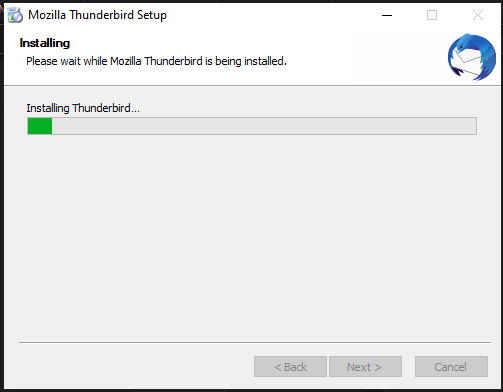 Mozilla Thunderbird Setup
Installing
Please wait while Mozilla Thunderbird is being installed.
Installing Thunderbird...
< Back
Next >
Cancel